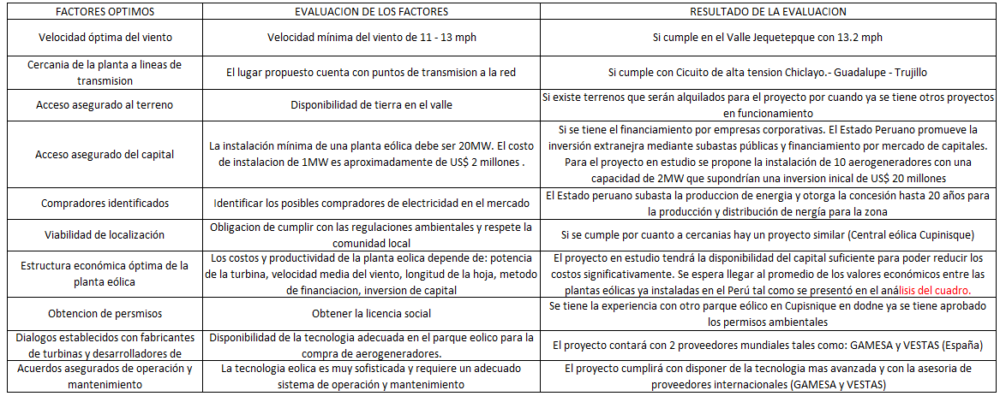 FACTORES OPTIMOS
EVALUACION DE LOS FACTORES
RESULTADO DE LA EVALUACION
Velocidad óptima del viento
Velocidad mínima del viento de 11 - 13 mph
Si cumple en el Valle Jequetepque con 13.2 mph
Cercania de la planta a lineas de
transmision
El lugar propuesto cuenta con puntos de transmision a la red
Si cumple con Cicuito de alta tension Chiclayo.- Guadalupe - Trujillo
Acceso asegurado al terreno
Disponibilidad de tierra en el valle
Si existe terrenos que serán alquilados para el proyecto por cuando ya se tiene otros proyectos
en funcionamiento
Acceso asegurado del capital
La instalación mínima de una planta eólica debe ser 20MW. El costo
de instalacion de 1MW es aproximadamente de US$ 2 millones .
Si se tiene el financiamiento por empresas corporativas. El Estado Peruano promueve la
inversión extranejra mediante subastas públicas y financiamiento por mercado de capitales.
Para el proyecto en estudio se propone la instalación de 10 aerogeneradores con una
capacidad de 2MW que supondrían una inversion inical de US$ 20 millones
Compradores identificados
Identificar los posibles compradores de electricidad en el mercado
El Estado peruano subasta la produccion de energia y otorga la concesión hasta 20 años para
la producción y distribución de nergía para la zona
Viabilidad de localización
Obligacion de cumplir con las regulaciones ambientales y respete la
comunidad local
Si se cumple por cuanto a cercanias hay un proyecto similar (Central eólica Cupinisque)
Estructura económica óptima de la
planta eólica
Los costos y productividad de la planta eolica depende de: potencia
de la turbina, velocidad media del viento, longitud de la hoja, metodo
de financiacion, inversion de capital
El proyecto en estudio tendrá la disponibilidad del capital suficiente para poder reducir los
costos significativamente. Se espera llegar al promedio de los valores económicos entre las
plantas eólicas ya instaladas en el Perú tal como se presentó en el análisis del cuadro.
Obtencion de persmisos
Obtener la licencia social
Se tiene la experiencia con otro parque eólico en Cupisnique en dodne ya se tiene aprobado
los permisos ambientales
Dialogos establecidos con fabricantes
de turbinas y desarrolladores de
Disponibilidad de la tecnologia adecuada en el parque eolico para la
compra de aerogeneradores.
El proyecto contará con 2 proveedores mundiales tales como: GAMESA y VESTAS (España)
Acuerdos asegurados de operación y
mantenimiento
La tecnologia eolica es muy sofisticada y requiere un adecuado
sistema de operación y mantenimiento
El proyecto cumplirá con disponer de la tecnologia mas avanzada y con la asesoria de
proveedores internacionales (GAMESA y VESTAS)